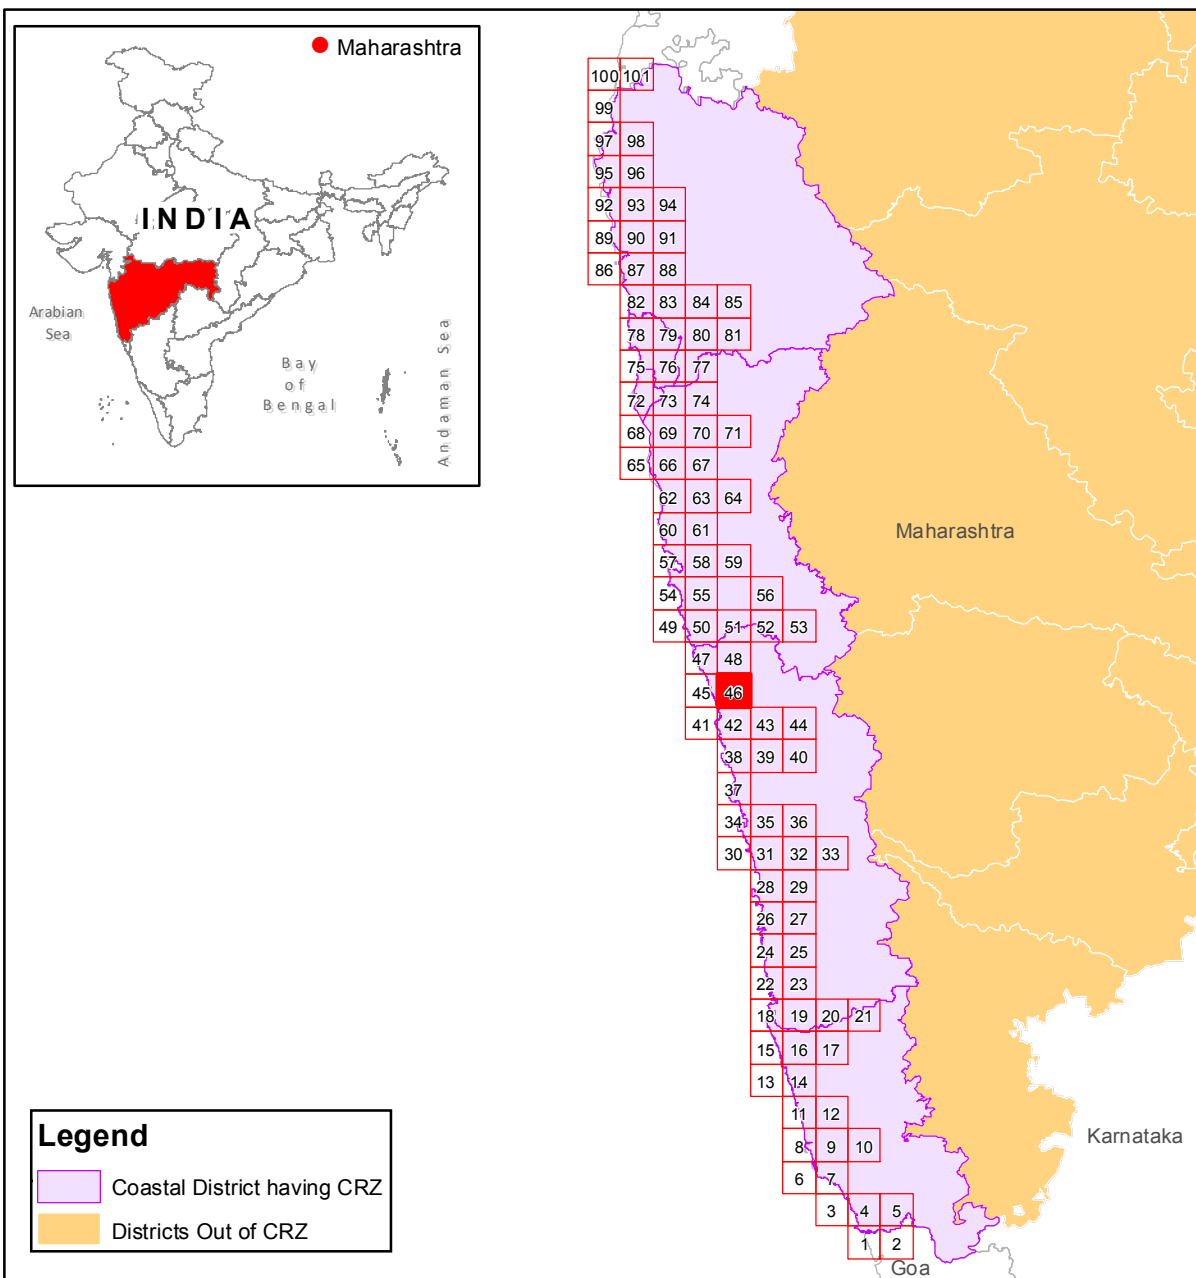 Maharashtra
INDIA
Arabian
Sea
Bay
of
Bengal
Andaman Sea
100 101
99
97 98
95 96
92 93 94
89 90 91
86 87 88
82 83 84 85
78 79 80 81
75 76 77
72 73 74
68 69 70 71
65 66 67
62 63 64
60 61
57 58 59
54 55 56
49 50 51 52 53
47 48
45 46
41 42 43 44
38 39 40
37
34 35 36
30 31 32 33
28 29
26 27
24 25
22 23
18 19 20 21
15 16 17
13 14
11 12
8 9 10
6 7
3 4 5
1 2
Maharashtra
Karnataka
Goa
Legend
Coastal District having CRZ
Districts Out of CRZ